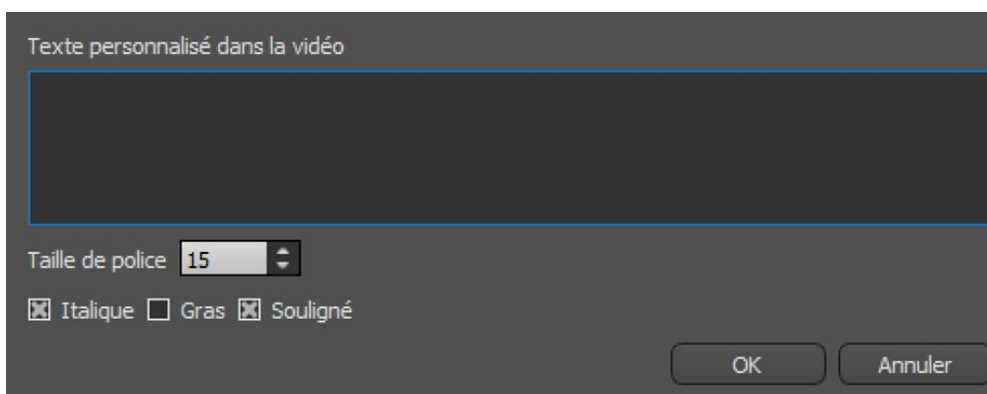 Texte personnalisé dans la vidéo
Taille de police 15
Italique Gras Souligné
OK Annuler